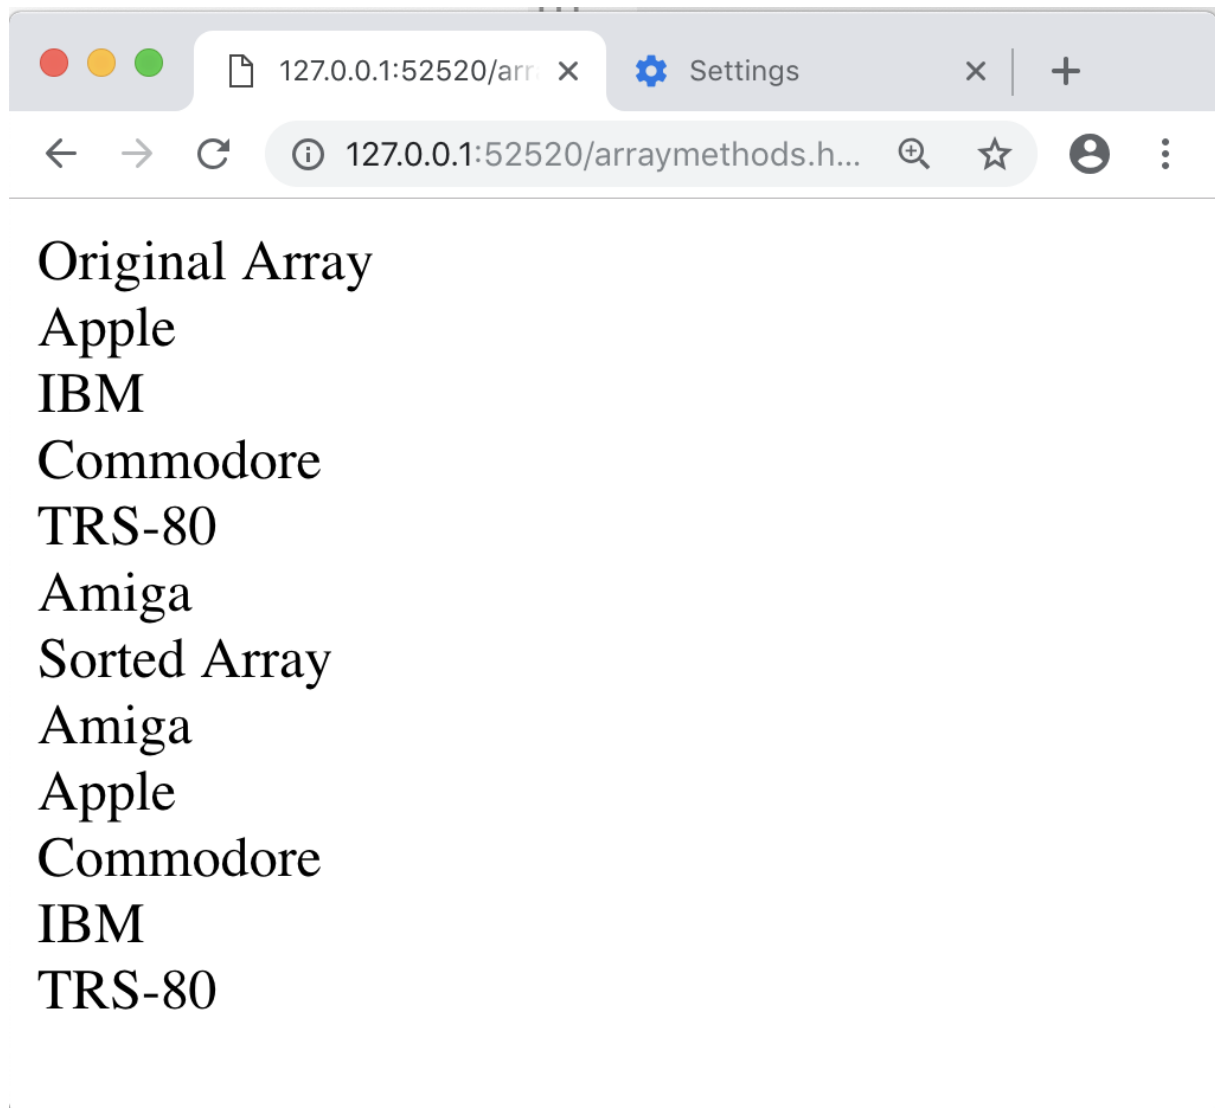 127.0.0.1:52520/arr
Settings
127.0.0.1:52520/arraymethods.h...
Original Array
Apple
IBM
Commodore
TRS-80
Amiga
Sorted Array
Amiga
Apple
Commodore
IBM
TRS-80